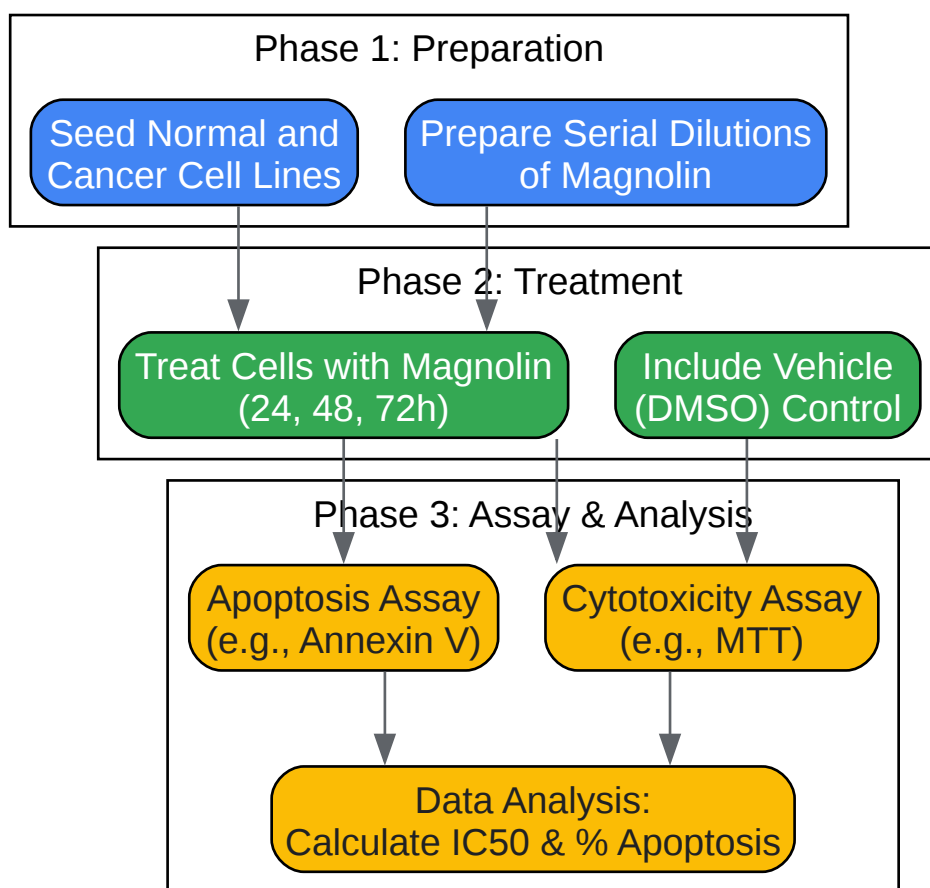 Phase 1: Preparation
Seed Normal and
Cancer Cell Lines
Prepare Serial Dilutions
of Magnolin
Phase 2: Treatment
Treat Cells with Magnolin
(24, 48, 72h)
Include Vehicle
(DMSO) Control
Phase 3: Assay & Analysis
Apoptosis Assay
(e.g., Annexin V)
Cytotoxicity Assay
(e.g., MTT)
Data Analysis:
Calculate IC50 & % Apoptosis